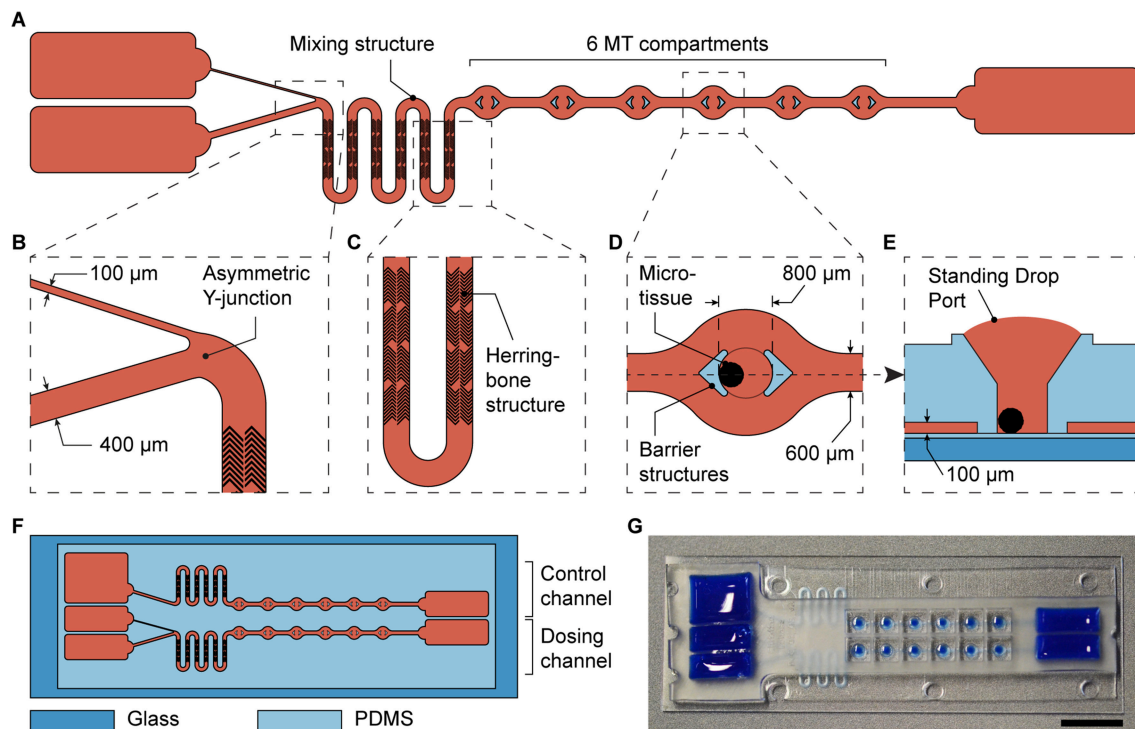 A
Mixing structure
6 MT compartments
B
100 µm
Asymmetric
Y-junction
400 µm
C
Herring-
bone
structure
D
Micro-
tissue
800 µm
Barrier
structures
600 µm
E
Standing Drop
Port
100 µm
F
Control
channel
Dosing
channel
Glass
PDMS
G